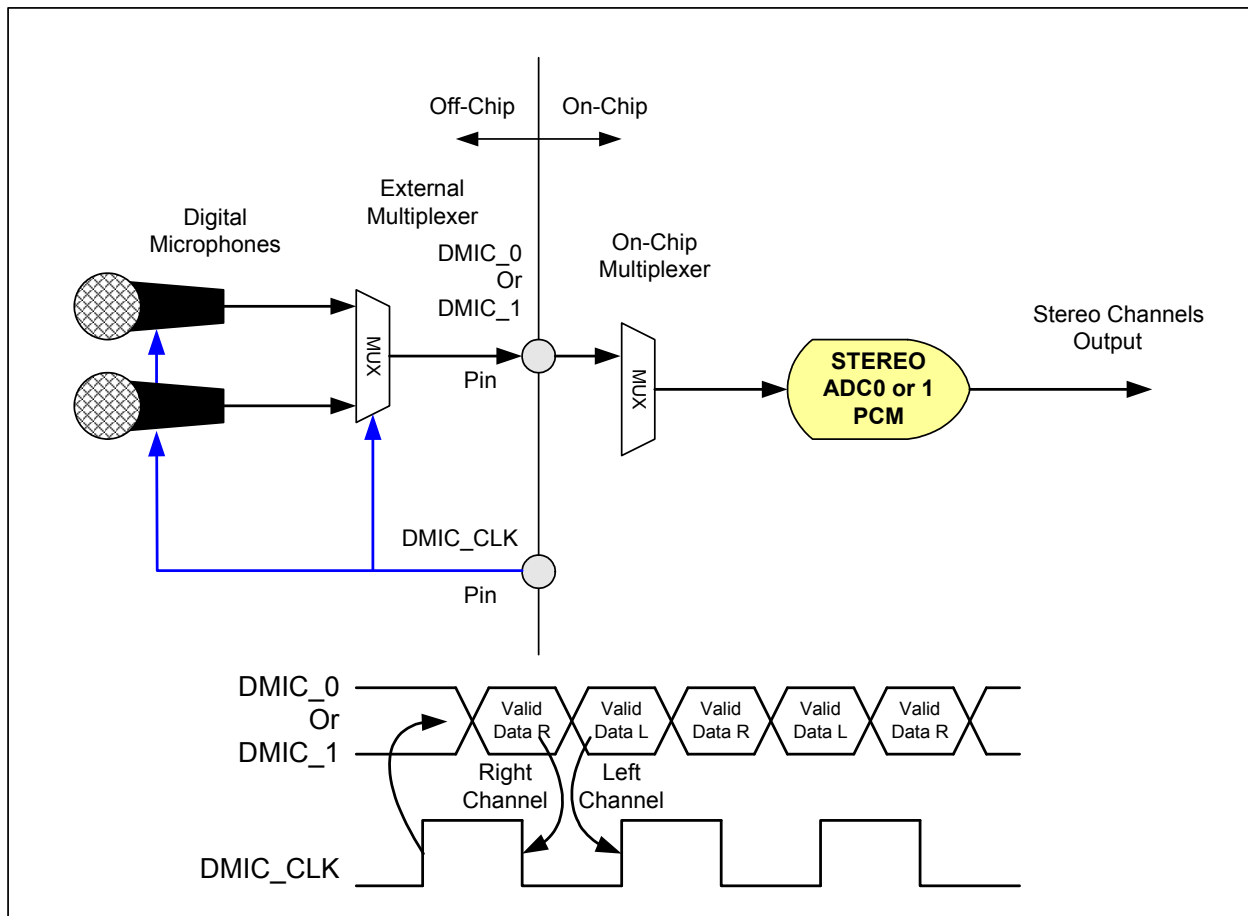 Off-Chip
On-Chip
Digital
Microphones
External
Multiplexer
DMIC_0
Or
DMIC_1
On-Chip
Multiplexer
MUX
Pin
MUX
STEREO
ADC0 or 1
PCM
Stereo Channels
Output
DMIC_CLK
Pin
DMIC_0
Or
DMIC_1
Valid
Data R
Valid
Data L
Valid
Data R
Valid
Data L
Valid
Data R
Right
Channel
Left
Channel
DMIC_CLK